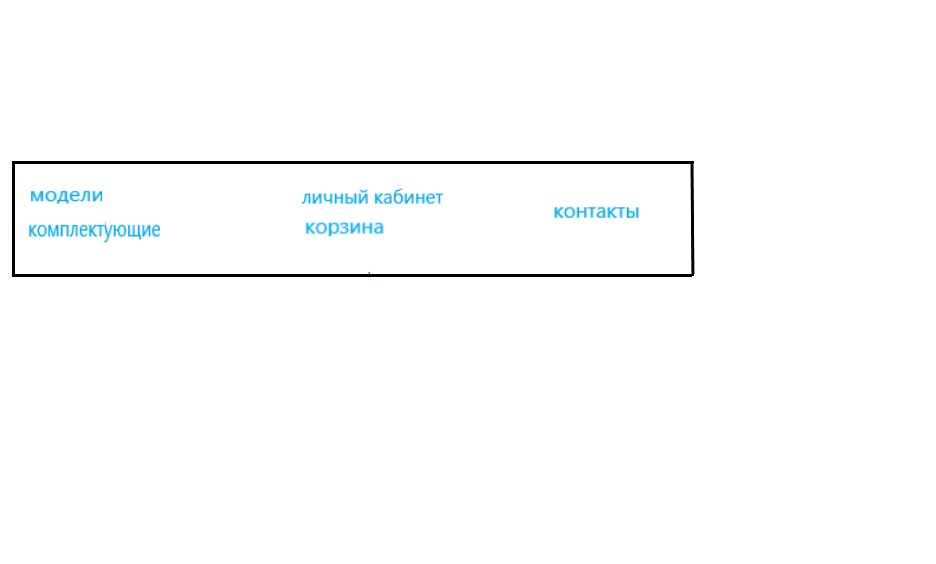 модели
комплектующие
личный кабинет
корзина
контакты